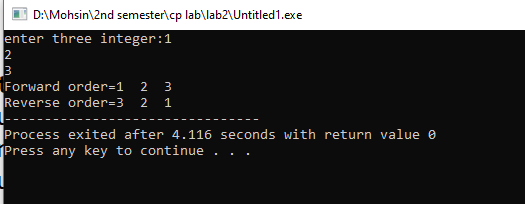 D:\Mohsin\2nd semester\cp lab\lab2\Untitled1.exe
enter three integer:1
2
3
Forward order=1  2  3
Reverse order=3  2  1
--------------------------------
Process exited after 4.116 seconds with return value 0
Press any key to continue . . .